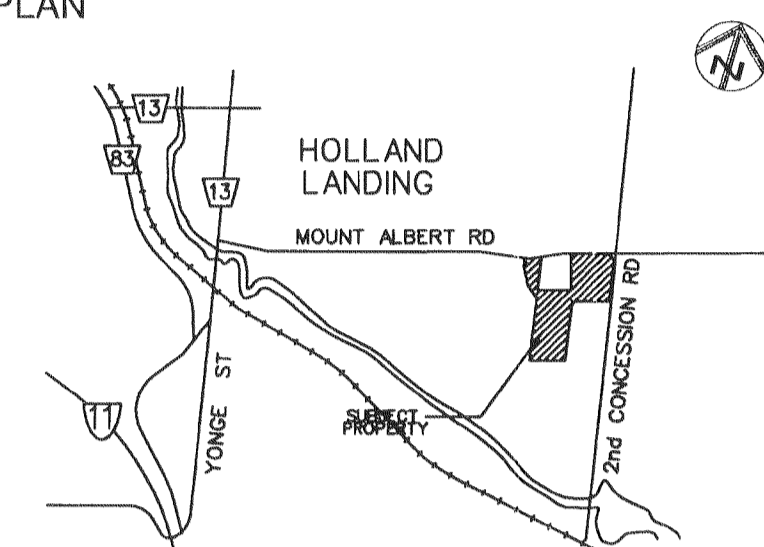 PLAN
N
13
83
13
HOLLAND
LANDING
MOUNT ALBERT RD
2nd CONCESSION RD
YONGE ST
11
SUBJECT
PROPERTY